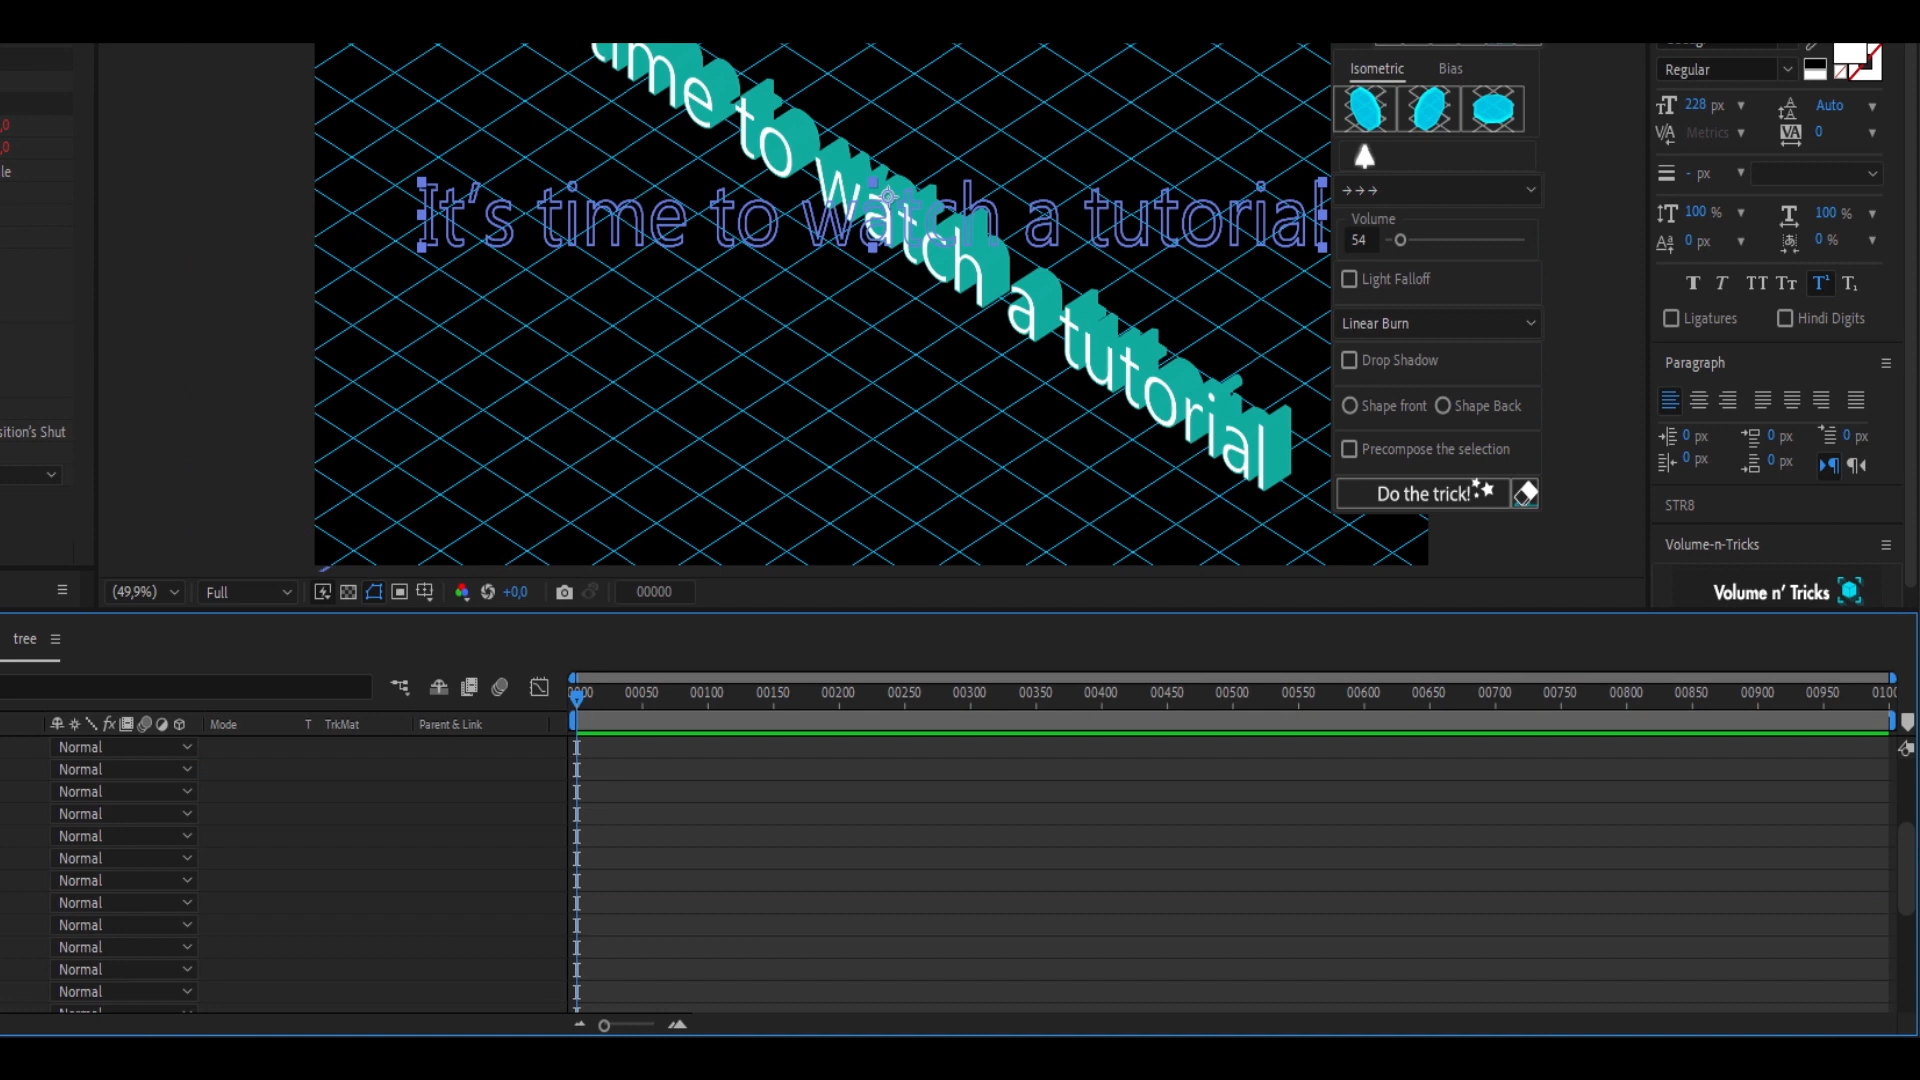 time to watch a tutorial
It's time to watch a tutorial
Isometric Bias
→→→
Volume
54
Light Falloff
Linear Burn
Drop Shadow
Shape front Shape Back
Precompose the selection
Do the trick!
Regular
228 px Auto
Metrics 0
- px
100 % 100 %
0 px 0 %
Ligatures Hindi Digits
Paragraph
0 px 0 px 0 px
0 px 0 px
STR8
Volume-n-Tricks
Volume n' Tricks
,0
,0
le
sition's Shut
(49,9%) Full +0,0 00000
tree
00050 00100 00150 00200 00250 00300 00350 00400 00450 00500 00550 00600 00650 00700 00750 00800 00850 00900 00950 0100
Mode T TrkMat Parent & Link
Normal
Normal
Normal
Normal
Normal
Normal
Normal
Normal
Normal
Normal
Normal
Normal